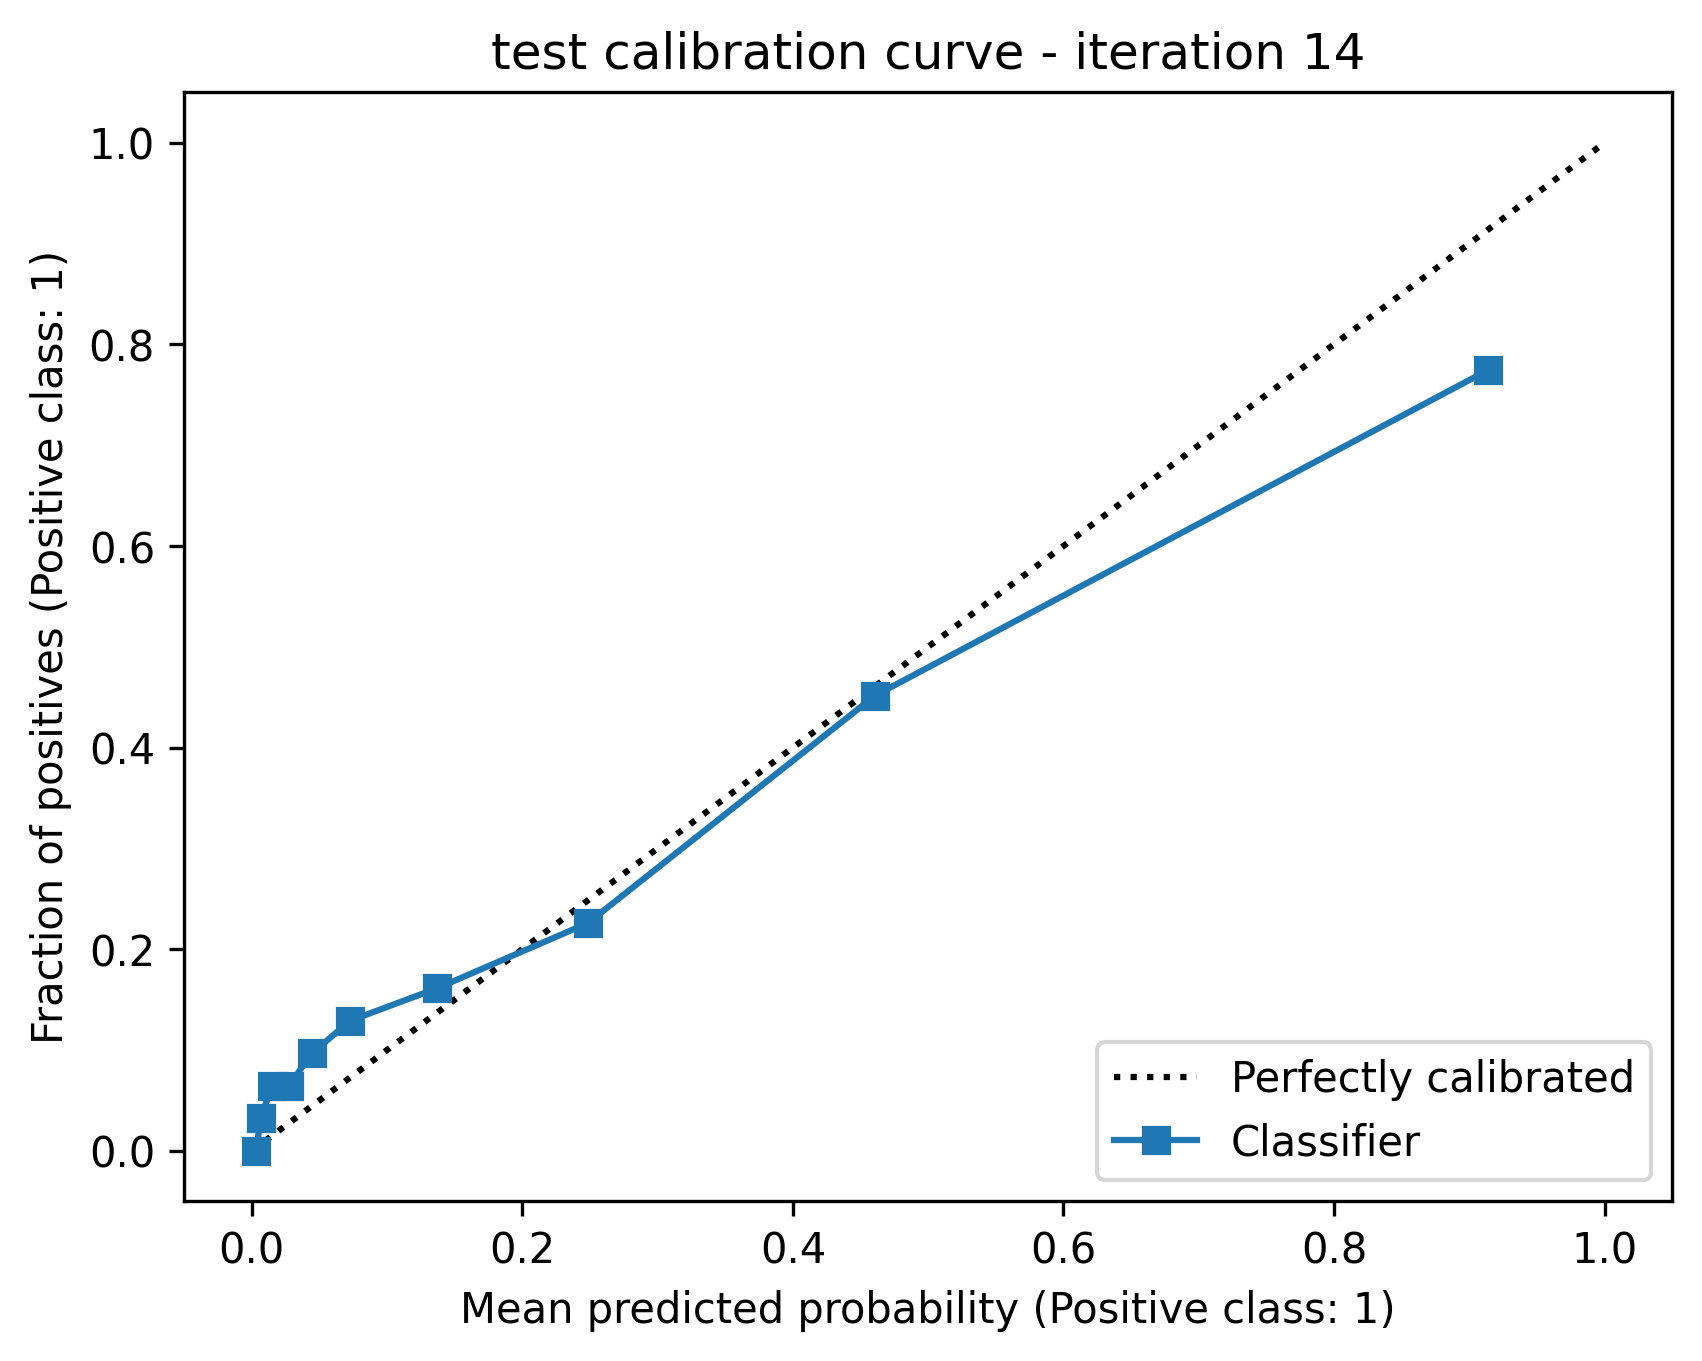 test calibration curve - iteration 14
Fraction of positives (Positive class: 1)
1.0
0.8
0.6
0.4
0.2
0.0
Perfectly calibrated
Classifier
0.0 0.2 0.4 0.6 0.8 1.0
Mean predicted probability (Positive class: 1)